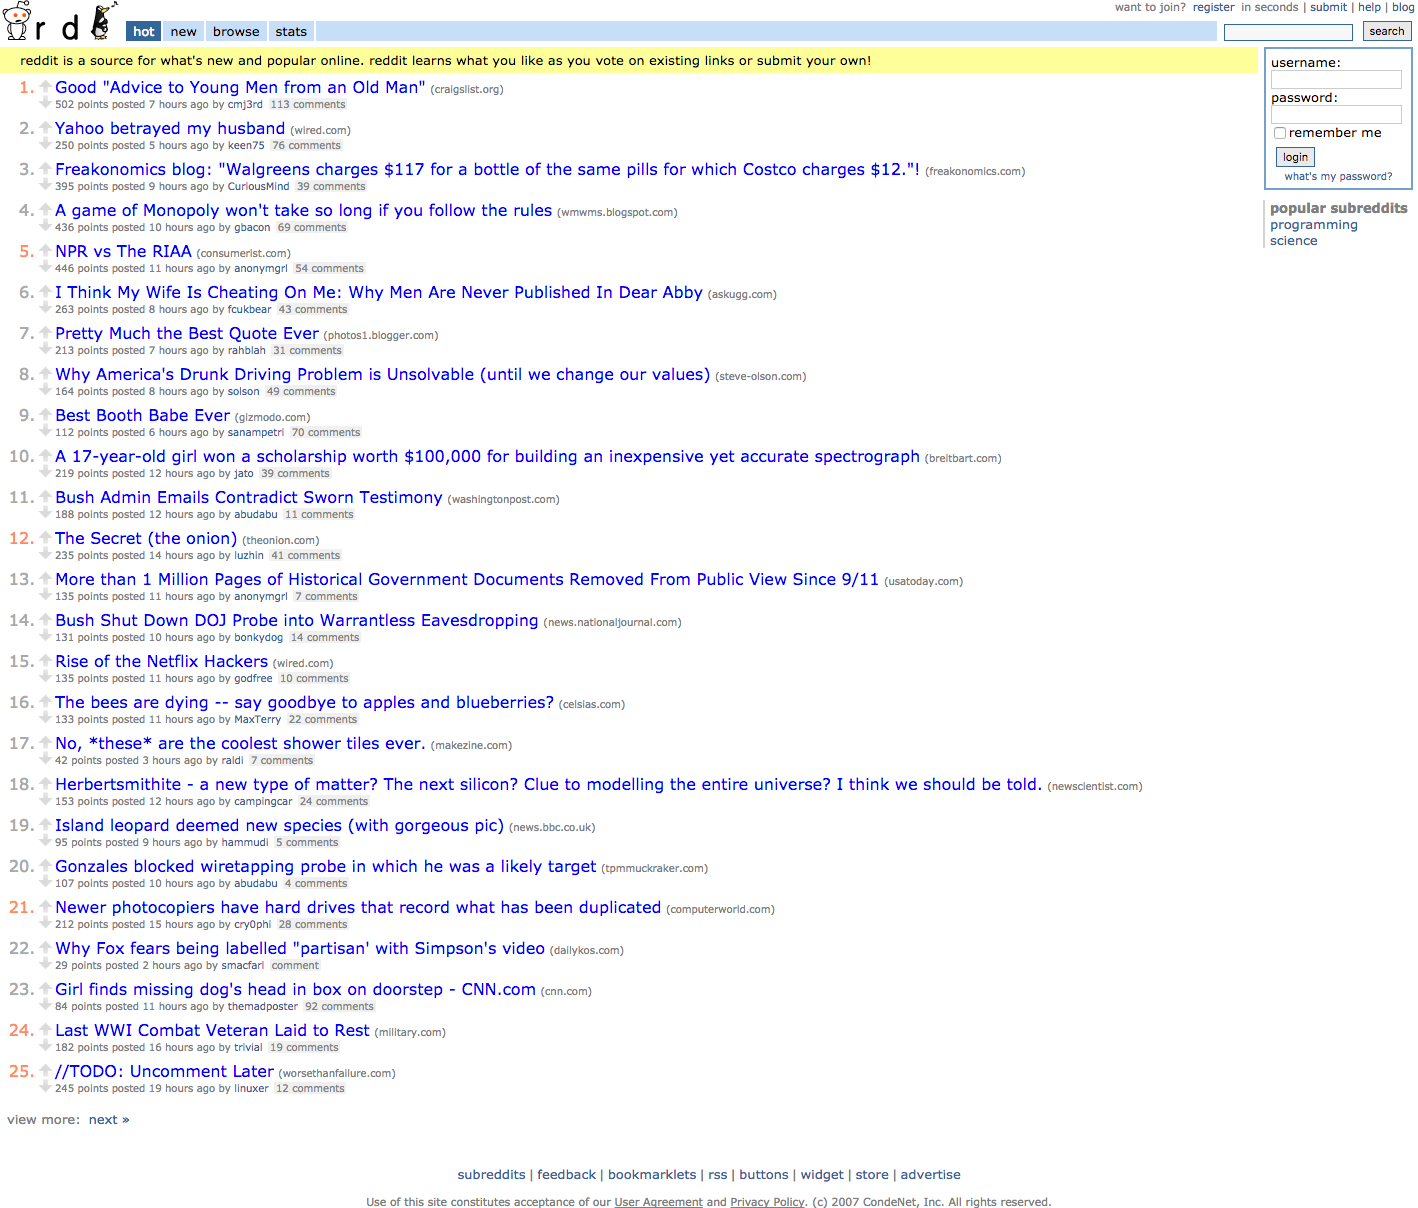 want to join? register in seconds | submit | help | blog
r d
hot new browse stats
search
reddit is a source for what's new and popular online. reddit learns what you like as you vote on existing links or submit your own!
username:
password:
remember me
login
what's my password?
popular subreddits
programming
science
1. Good "Advice to Young Men from an Old Man" (craigslist.org)
502 points posted 7 hours ago by cmj3rd 113 comments
2. Yahoo betrayed my husband (wired.com)
250 points posted 5 hours ago by keen75 76 comments
3. Freakonomics blog: "Walgreens charges $117 for a bottle of the same pills for which Costco charges $12."! (freakonomics.com)
395 points posted 9 hours ago by CuriousMind 39 comments
4. A game of Monopoly won't take so long if you follow the rules (wmwms.blogspot.com)
436 points posted 10 hours ago by gbacon 69 comments
5. NPR vs The RIAA (consumerist.com)
446 points posted 11 hours ago by anonymgrl 54 comments
6. I Think My Wife Is Cheating On Me: Why Men Are Never Published In Dear Abby (askugg.com)
263 points posted 8 hours ago by fcukbear 43 comments
7. Pretty Much the Best Quote Ever (photos1.blogger.com)
213 points posted 7 hours ago by rahblah 31 comments
8. Why America's Drunk Driving Problem is Unsolvable (until we change our values) (steve-olson.com)
164 points posted 8 hours ago by solson 49 comments
9. Best Booth Babe Ever (gizmodo.com)
112 points posted 6 hours ago by sanampetri 70 comments
10. A 17-year-old girl won a scholarship worth $100,000 for building an inexpensive yet accurate spectrograph (breitbart.com)
219 points posted 12 hours ago by jato 39 comments
11. Bush Admin Emails Contradict Sworn Testimony (washingtonpost.com)
188 points posted 12 hours ago by abudabu 11 comments
12. The Secret (the onion) (theonion.com)
235 points posted 14 hours ago by luzhin 41 comments
13. More than 1 Million Pages of Historical Government Documents Removed From Public View Since 9/11 (usatoday.com)
135 points posted 11 hours ago by anonymgrl 7 comments
14. Bush Shut Down DOJ Probe into Warrantless Eavesdropping (news.nationaljournal.com)
131 points posted 10 hours ago by bonkydog 14 comments
15. Rise of the Netflix Hackers (wired.com)
135 points posted 11 hours ago by godfree 10 comments
16. The bees are dying -- say goodbye to apples and blueberries? (celsias.com)
133 points posted 11 hours ago by MaxTerry 22 comments
17. No, *these* are the coolest shower tiles ever. (makezine.com)
42 points posted 3 hours ago by raldi 7 comments
18. Herbertsmithite - a new type of matter? The next silicon? Clue to modelling the entire universe? I think we should be told. (newscientist.com)
153 points posted 12 hours ago by campingcar 24 comments
19. Island leopard deemed new species (with gorgeous pic) (news.bbc.co.uk)
95 points posted 9 hours ago by hammudi 5 comments
20. Gonzales blocked wiretapping probe in which he was a likely target (tpmmuckraker.com)
107 points posted 10 hours ago by abudabu 4 comments
21. Newer photocopiers have hard drives that record what has been duplicated (computerworld.com)
212 points posted 15 hours ago by cry0phi 28 comments
22. Why Fox fears being labelled "partisan' with Simpson's video (dailykos.com)
29 points posted 2 hours ago by smacfarl comment
23. Girl finds missing dog's head in box on doorstep - CNN.com (cnn.com)
84 points posted 11 hours ago by themadposter 92 comments
24. Last WWI Combat Veteran Laid to Rest (military.com)
182 points posted 16 hours ago by trivial 19 comments
25. //TODO: Uncomment Later (worsethanfailure.com)
245 points posted 19 hours ago by linuxer 12 comments
view more: next »
subreddits | feedback | bookmarklets | rss | buttons | widget | store | advertise
Use of this site constitutes acceptance of our User Agreement and Privacy Policy. (c) 2007 CondeNet, Inc. All rights reserved.